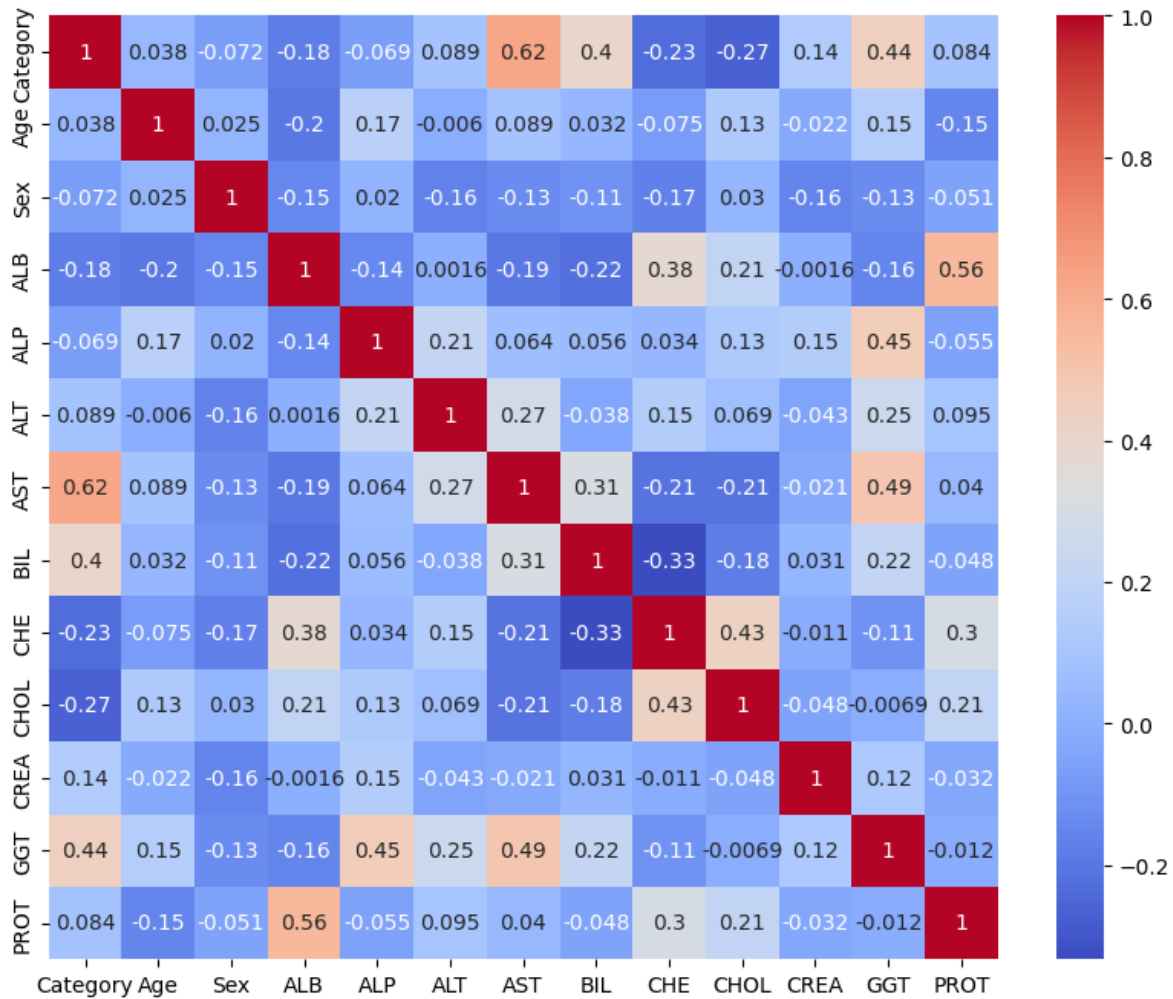 Category 1 0.038 -0.072 -0.18 -0.069 0.089 0.62 0.4 -0.23 -0.27 0.14 0.44 0.084
Age 0.038 1 0.025 -0.2 0.17 -0.006 0.089 0.032 -0.075 0.13 -0.022 0.15 -0.15
Sex -0.072 0.025 1 -0.15 0.02 -0.16 -0.13 -0.11 -0.17 0.03 -0.16 -0.13 -0.051
ALB -0.18 -0.2 -0.15 1 -0.14 0.0016 -0.19 -0.22 0.38 0.21 -0.0016 -0.16 0.56
ALP -0.069 0.17 0.02 -0.14 1 0.21 0.064 0.056 0.034 0.13 0.15 0.45 -0.055
ALT 0.089 -0.006 -0.16 0.0016 0.21 1 0.27 -0.038 0.15 0.069 -0.043 0.25 0.095
AST 0.62 0.089 -0.13 -0.19 0.064 0.27 1 0.31 -0.21 -0.21 -0.021 0.49 0.04
BIL 0.4 0.032 -0.11 -0.22 0.056 -0.038 0.31 1 -0.33 -0.18 0.031 0.22 -0.048
CHE -0.23 -0.075 -0.17 0.38 0.034 0.15 -0.21 -0.33 1 0.43 -0.011 -0.11 0.3
CHOL -0.27 0.13 0.03 0.21 0.13 0.069 -0.21 -0.18 0.43 1 -0.048 -0.0069 0.21
CREA 0.14 -0.022 -0.16 -0.0016 0.15 -0.043 -0.021 0.031 -0.011 -0.048 1 0.12 -0.032
GGT 0.44 0.15 -0.13 -0.16 0.45 0.25 0.49 0.22 -0.11 -0.0069 0.12 1 -0.012
PROT 0.084 -0.15 -0.051 0.56 -0.055 0.095 0.04 -0.048 0.3 0.21 -0.032 -0.012 1
Category Age Sex ALB ALP ALT AST BIL CHE CHOL CREA GGT PROT
1.0
0.8
0.6
0.4
0.2
0.0
−0.2